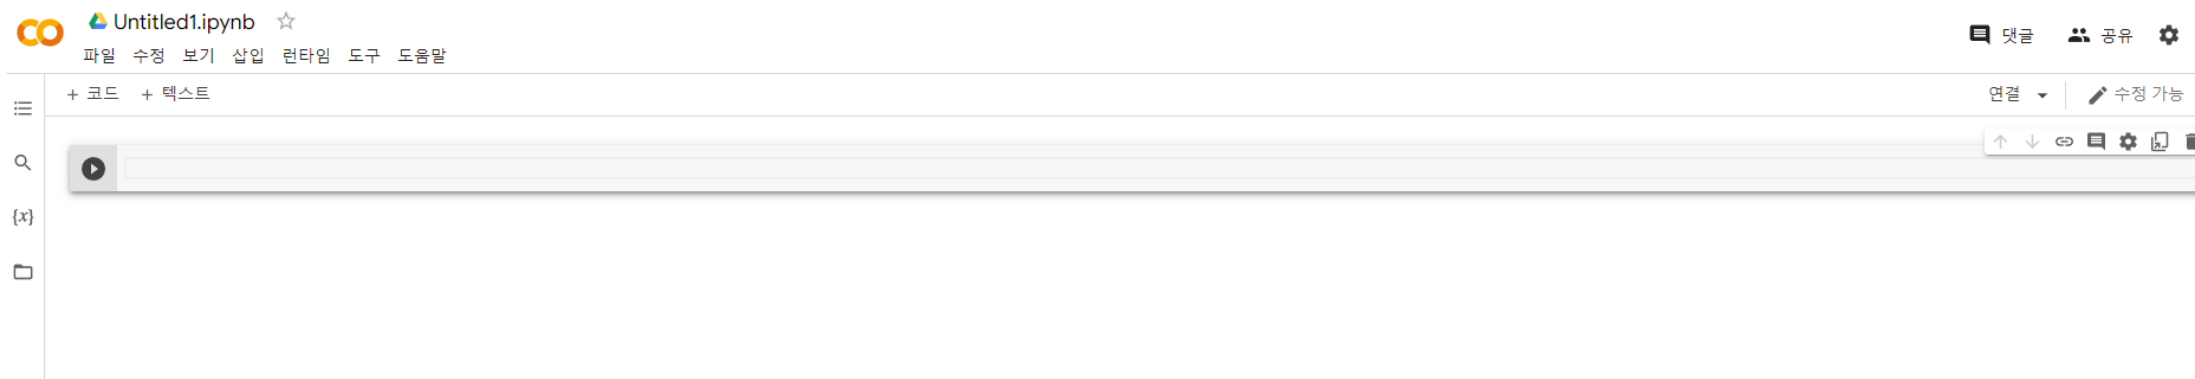 Untitled1.ipynb
파일 수정 보기 삽입 런타임 도구 도움말
댓글 공유
+ 코드 + 텍스트
연결 수정 가능
{x}